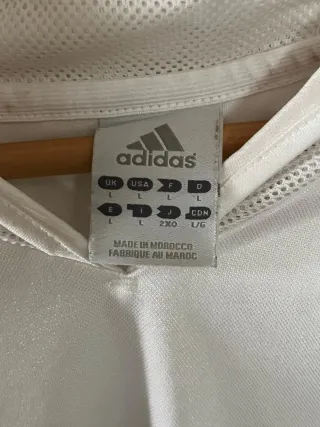 adidas
UK USA F D
L L L L
E I J CDN
L L 2XO L/G
MADE IN MOROCCO
FABRIQUE AU MAROC